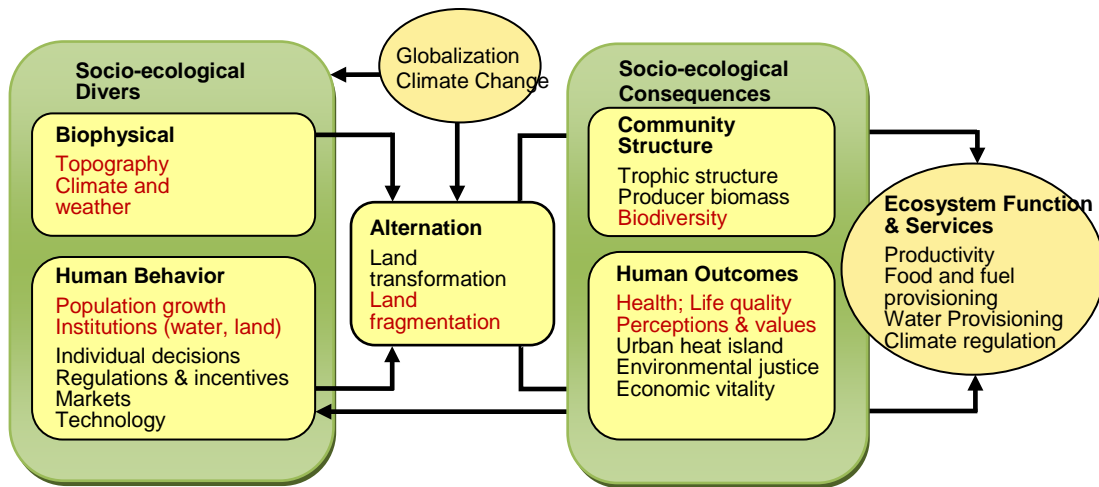 Globalization
Climate Change
Socio-ecological
Divers
Biophysical
Topography
Climate and
weather
Human Behavior
Population growth
Institutions (water, land)
Individual decisions
Regulations & incentives
Markets
Technology
Alternation
Land
transformation
Land
fragmentation
Socio-ecological
Consequences
Community
Structure
Trophic structure
Producer biomass
Biodiversity
Human Outcomes
Health; Life quality
Perceptions & values
Urban heat island
Environmental justice
Economic vitality
Ecosystem Function
& Services
Productivity
Food and fuel
provisioning
Water Provisioning
Climate regulation